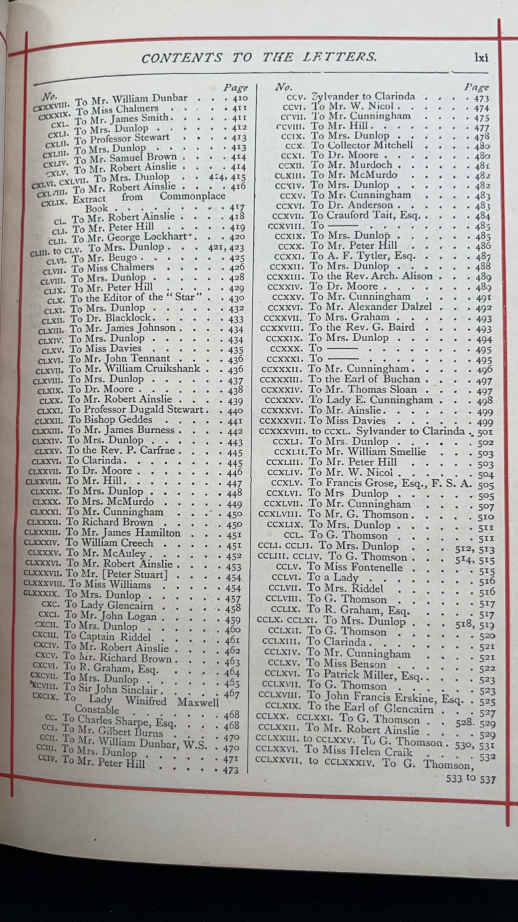 CONTENTS TO THE LETTERS. lxi
No. Page
CXXXVIII. To Mr. William Dunbar . . . 410
CXXXIX. To Miss Chalmers . . . . 411
CXL. To Mr. James Smith . . . . 411
CXLI. To Mrs. Dunlop . . . . . 412
CXLII. To Professor Stewart . . . . 413
CXLIII. To Mrs. Dunlop . . . . . 413
CXLIV. To Mr. Samuel Brown . . . . 414
CXLV. To Mr. Robert Ainslie . . . . 414
CXLVI. CXLVII. To Mrs. Dunlop . . 414, 415
CXLVIII. To Mr. Robert Ainslie . . . . 416
CXLIX. Extract from Commonplace
Book . . . . . . . . 417
CL. To Mr. Robert Ainslie . . . . 418
CLI. To Mr. Peter Hill . . . . . 419
CLII. To Mr. George Lockhart . . . 420
CLIII. to CLV. To Mrs. Dunlop . . 421, 423
CLVI. To Mr. Beugo . . . . . . 425
CLVII. To Miss Chalmers . . . . 426
CLVIII. To Mrs. Dunlop . . . . . 428
CLIX. To Mr. Peter Hill . . . . 429
CLX. To the Editor of the "Star" . . 430
CLXI. To Mrs. Dunlop . . . . . 432
CLXII. To Dr. Blacklock . . . . . 433
CLXIII. To Mr. James Johnson . . . . 434
CLXIV. To Mrs. Dunlop . . . . . 434
CLXV. To Miss Davies . . . . . 435
CLXVI. To Mr. John Tennant . . . . 436
CLXVII. To Mr. William Cruikshank . . 436
CLXVIII. To Mrs. Dunlop . . . . . 437
CLXIX. To Dr. Moore . . . . . . 438
CLXX. To Mr. Robert Ainslie . . . . 439
CLXXI. To Professor Dugald Stewart . . 440
CLXXII. To Bishop Geddes . . . . 441
CLXXIII. To Mr. James Burness . . . . 442
CLXXIV. To Mrs. Dunlop . . . . . 443
CLXXV. To the Rev. P. Carfrae . . . . 445
CLXXVI. To Clarinda . . . . . . 445
CLXXVII. To Dr. Moore . . . . . . 446
CLXXVIII. To Mr. Hill . . . . . . 447
CLXXIX. To Mrs. Dunlop . . . . . 448
CLXXX. To Mrs. McMurdo . . . . 449
CLXXXI. To Mr. Cunningham . . . . 450
CLXXXII. To Richard Brown . . . . 450
CLXXXIII. To Mr. James Hamilton . . . 451
CLXXXIV. To William Creech . . . . 451
CLXXXV. To Mr. McAuley . . . . . 452
CLXXXVI. To Mr. Robert Ainslie . . . . 453
CLXXXVII. To Mr. [Peter Stuart] . . . . 454
CLXXXVIII. To Miss Williams . . . . . 454
CLXXXIX. To Mrs. Dunlop . . . . . 457
CXC. To Lady Glencairn . . . . 458
CXCI. To Mr. John Logan . . . . 459
CXCII. To Mrs. Dunlop . . . . . 460
CXCIII. To Captain Riddel . . . . 461
CXCIV. To Mr. Robert Ainslie . . . . 462
CXCV. To Mr. Richard Brown . . . . 463
CXCVI. To R. Graham, Esq. . . . . 464
CXCVII. To Mrs. Dunlop . . . . . 465
CXCVIII. To Sir John Sinclair . . . . 467
CXCIX. To Lady Winifred Maxwell
Constable . . . . . . 468
CC. To Charles Sharpe, Esq. . . . 468
CCI. To Mr. Gilbert Burns . . . . 470
CCII. To Mr. William Dunbar, W.S. . 470
CCIII. To Mrs. Dunlop . . . . . 471
CCIV. To Mr. Peter Hill . . . . 473
No. Page
CCV. Sylvander to Clarinda . . . . 473
CCVI. To Mr. W. Nicol . . . . . 474
CCVII. To Mr. Cunningham . . . . 475
CCVIII. To Mr. Hill . . . . . . 477
CCIX. To Mrs. Dunlop . . . . . 478
CCX. To Collector Mitchell . . . . 480
CCXI. To Dr. Moore . . . . . . 480
CCXII. To Mr. Murdoch . . . . . 481
CLXIII. To Mr. McMurdo . . . . 482
CCXIV. To Mrs. Dunlop . . . . . 482
CCXV. To Mr. Cunningham . . . . 483
CCXVI. To Dr. Anderson . . . . . 483
CCXVII. To Crauford Tait, Esq. . . . 484
CCXVIII. To —— . . . . . . 485
CCXIX. To Mrs. Dunlop . . . . . 485
CCXX. To Mr. Peter Hill . . . . 486
CCXXI. To A. F. Tytler, Esq. . . . . 487
CCXXII. To Mrs. Dunlop . . . . . 488
CCXXIII. To the Rev. Arch. Alison . . . 489
CCXXIV. To Dr. Moore . . . . . . 489
CCXXV. To Mr. Cunningham . . . . 491
CCXXVI. To Mr. Alexander Dalzel . . . 492
CCXXVII. To Mrs. Graham . . . . . 493
CCXXVIII. To the Rev. G. Baird . . . . 493
CCXXIX. To Mrs. Dunlop . . . . . 494
CCXXX. To —— . . . . . . 495
CCXXXI. To —— . . . . . . 495
CCXXXII. To Mr. Cunningham . . . . 496
CCXXXIII. To the Earl of Buchan . . . . 497
CCXXXIV. To Mr. Thomas Sloan . . . . 497
CCXXXV. To Lady E. Cunningham . . . 498
CCXXXVI. To Mr. Ainslie . . . . . 499
CCXXXVII. To Miss Davies . . . . . 499
CCXXXVIII. to CCXL. Sylvander to Clarinda . 501
CCXLI. To Mrs. Dunlop . . . . . 502
CCXLII. To Mr. William Smellie . . . 503
CCXLIII. To Mr. Peter Hill . . . . 503
CCXLIV. To Mr. W. Nicol . . . . . 504
CCXLV. To Francis Grose, Esq., F. S. A. 505
CCXLVI. To Mrs Dunlop . . . . . 505
CCXLVII. To Mr. Cunningham . . . . 507
CCXLVIII. To Mr. G. Thomson . . . . 510
CCXLIX. To Mrs. Dunlop . . . . . 511
CCL. To G. Thomson . . . . . 511
CCLI. CCLII. To Mrs. Dunlop . . . 512, 513
CCLIII. CCLIV. To G. Thomson . . . 514, 515
CCLV. To Miss Fontenelle . . . . 515
CCLVI. To a Lady . . . . . . 516
CCLVII. To Mrs. Riddel . . . . . 516
CCLVIII. To G. Thomson . . . . . 517
CCLIX. To R. Graham, Esq. . . . . 517
CCLX. CCLXI. To Mrs. Dunlop . . . 518, 519
CCLXII. To G. Thomson . . . . . 520
CCLXIII. To Clarinda . . . . . . 521
CCLXIV. To Mr. Cunningham . . . . 521
CCLXV. To Miss Benson . . . . . 522
CCLXVI. To Patrick Miller, Esq. . . . 523
CCLXVII. To G. Thomson . . . . . 523
CCLXVIII. To John Francis Erskine, Esq. . 525
CCLXIX. To the Earl of Glencairn . . . 527
CCLXX. CCLXXI. To G. Thomson . . 528. 529
CCLXXII. To Mr. Robert Ainslie . . . . 529
CCLXXIII. to CCLXXV. To G. Thomson . 530, 531
CCLXXVI. To Miss Helen Craik . . . . 532
CCLXXVII. to CCLXXXIV. To G. Thomson,
533 to 537